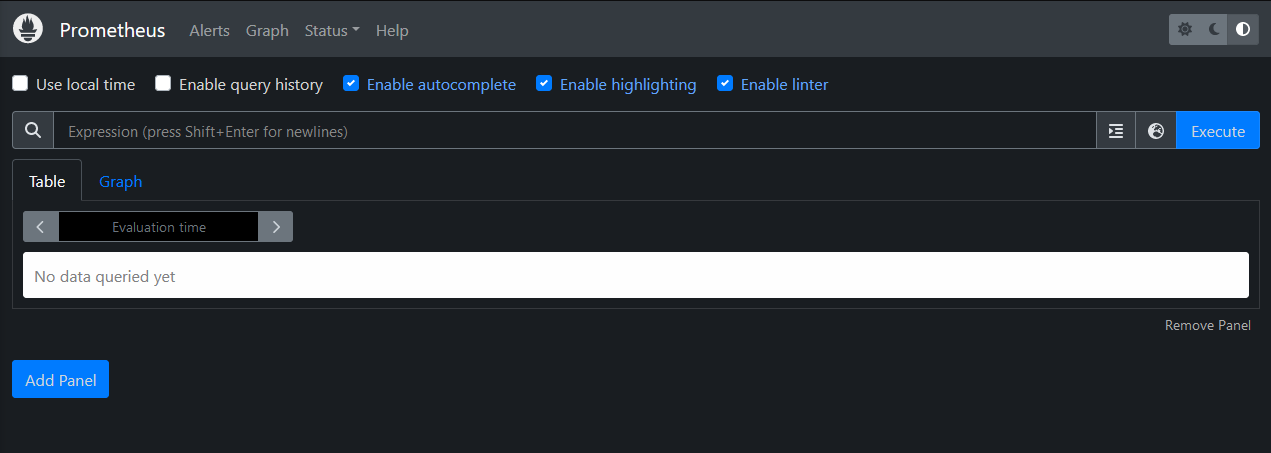 Prometheus Alerts Graph Status Help
Use local time Enable query history Enable autocomplete Enable highlighting Enable linter
Expression (press Shift+Enter for newlines) Execute
Table Graph
Evaluation time
No data queried yet
Remove Panel
Add Panel